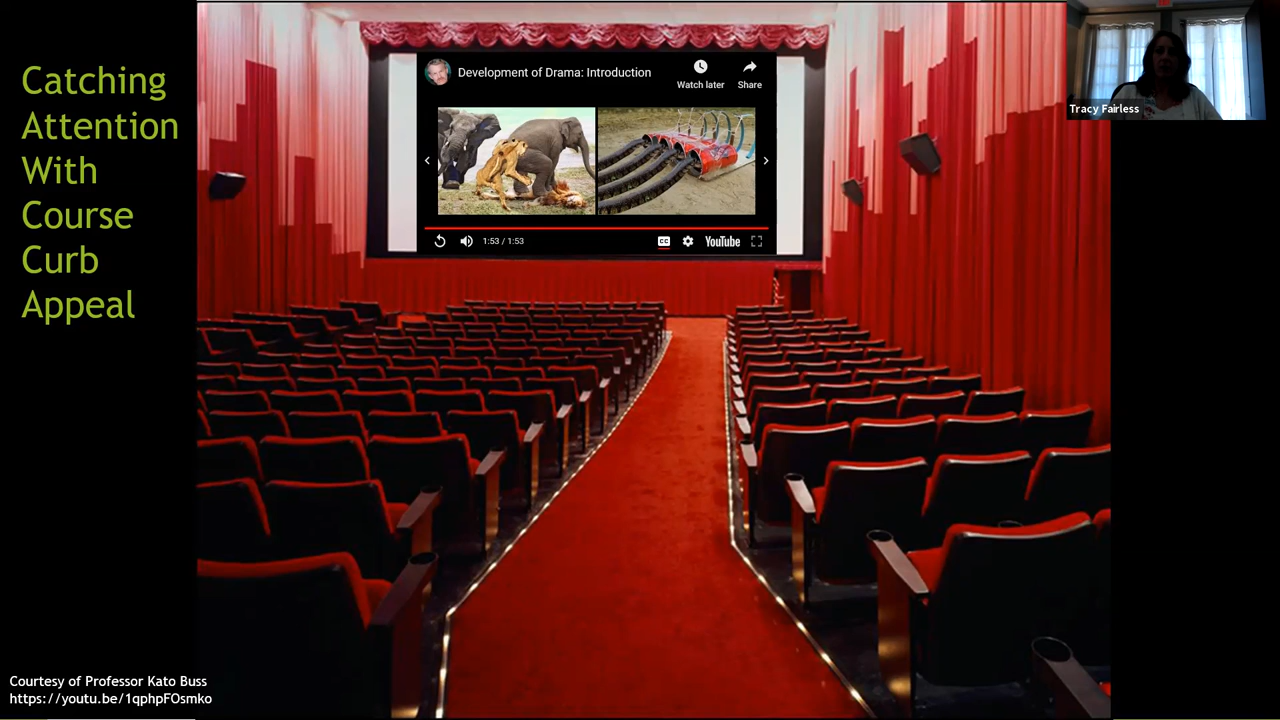 Catching
Attention
With
Course
Curb
Appeal
Development of Drama: Introduction
Watch later
Share
1:53 / 1:53
CC
YouTube
Tracy Fairless
Courtesy of Professor Kato Buss
https://youtu.be/1qphpFOsmko